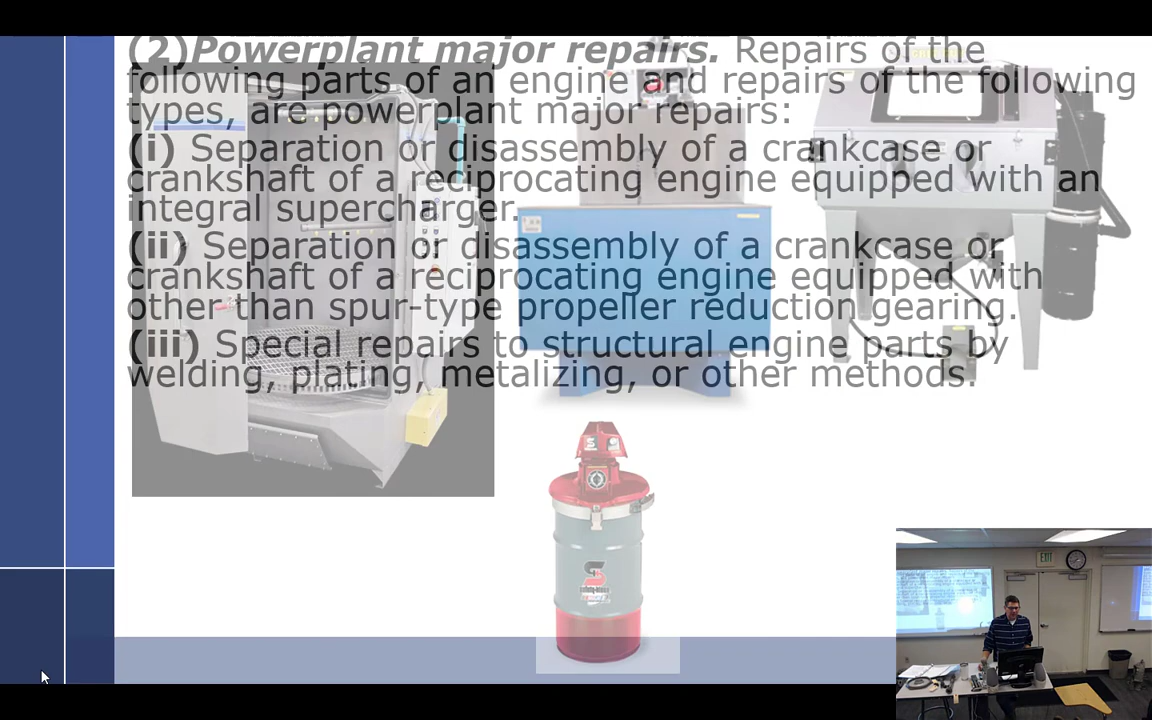 (2)Powerplant major repairs. Repairs of the
following parts of an engine and repairs of the following
types, are powerplant major repairs:
(i) Separation or disassembly of a crankcase or
crankshaft of a reciprocating engine equipped with an
integral supercharger.
(ii) Separation or disassembly of a crankcase or
crankshaft of a reciprocating engine equipped with
other than spur-type propeller reduction gearing.
(iii) Special repairs to structural engine parts by
welding, plating, metalizing, or other methods.
EXIT